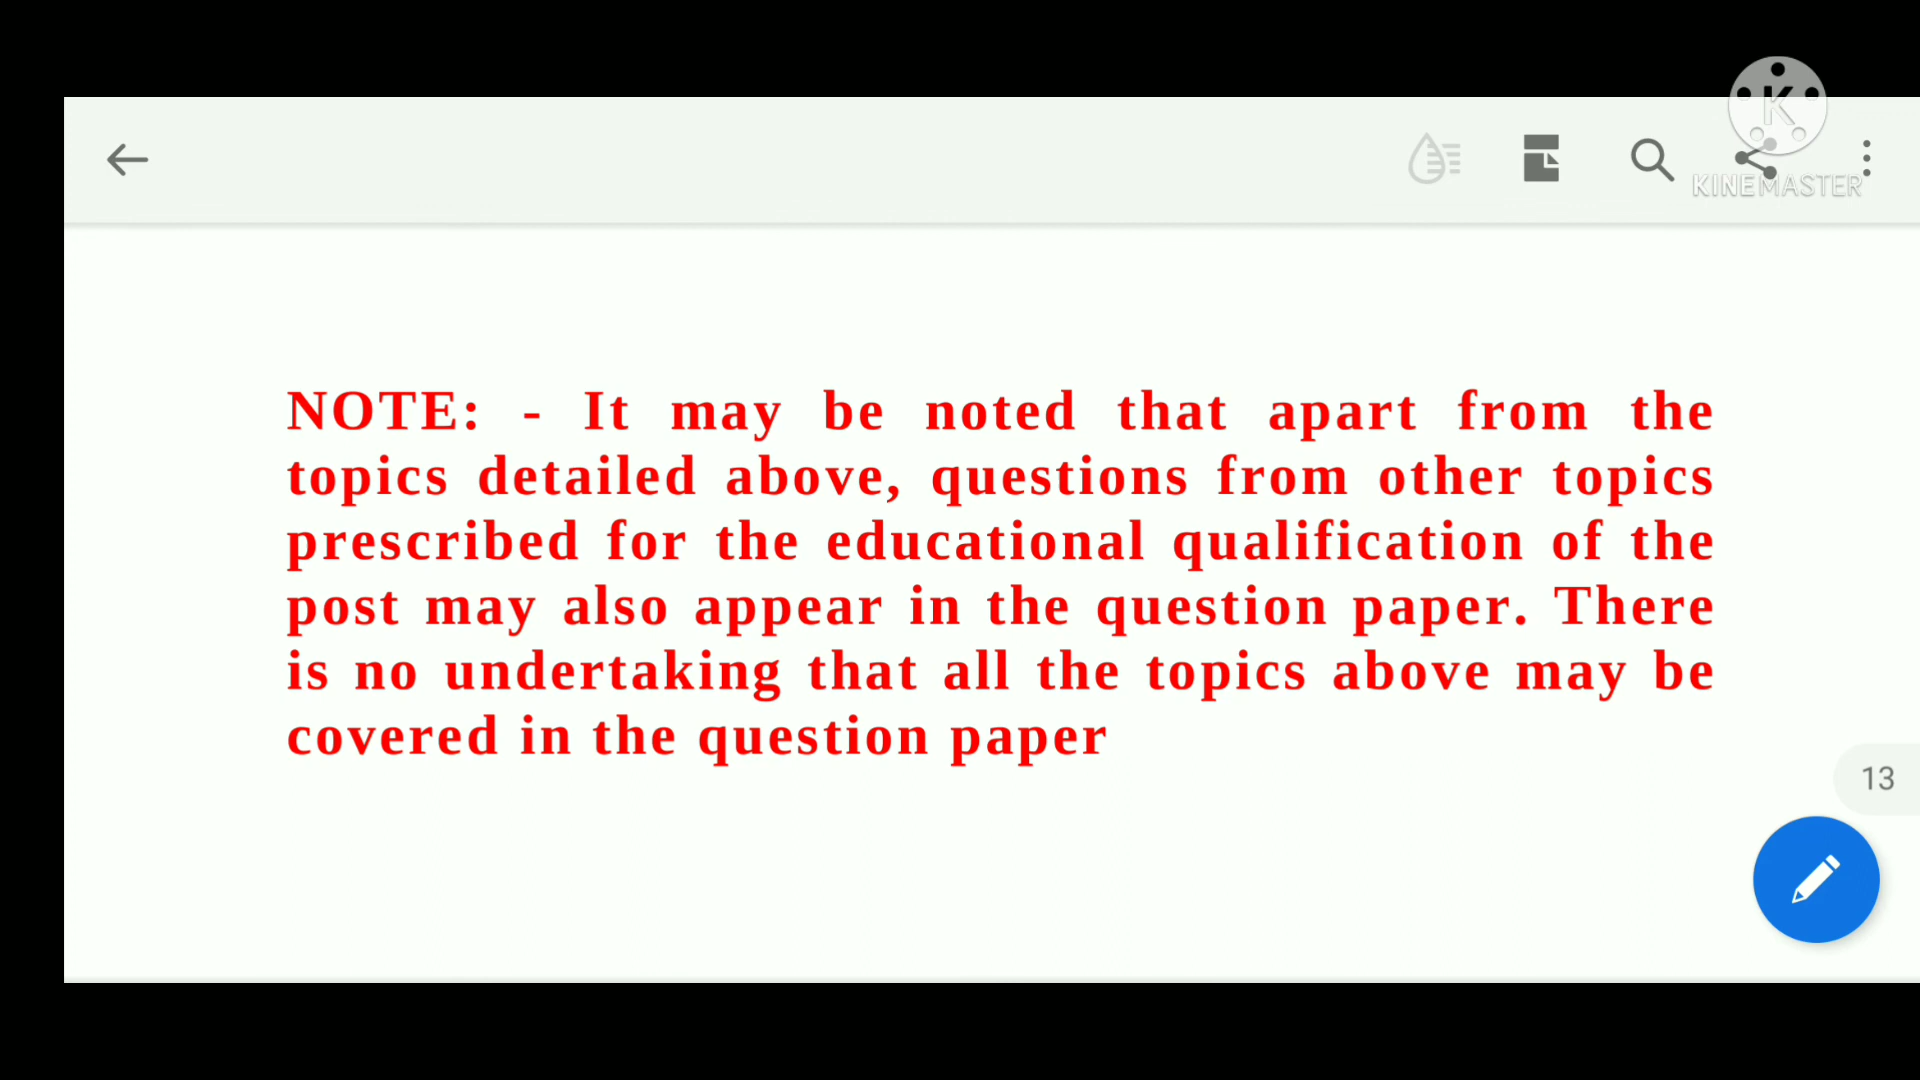 K
KINEMASTER
NOTE: - It may be noted that apart from the
topics detailed above, questions from other topics
prescribed for the educational qualification of the
post may also appear in the question paper. There
is no undertaking that all the topics above may be
covered in the question paper
13